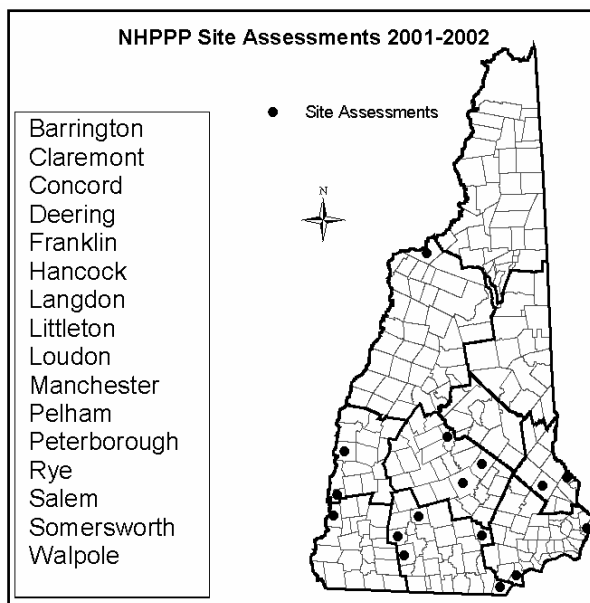 NHPPP Site Assessments 2001-2002
Site Assessments
N
Barrington
Claremont
Concord
Deering
Franklin
Hancock
Langdon
Littleton
Loudon
Manchester
Pelham
Peterborough
Rye
Salem
Somersworth
Walpole